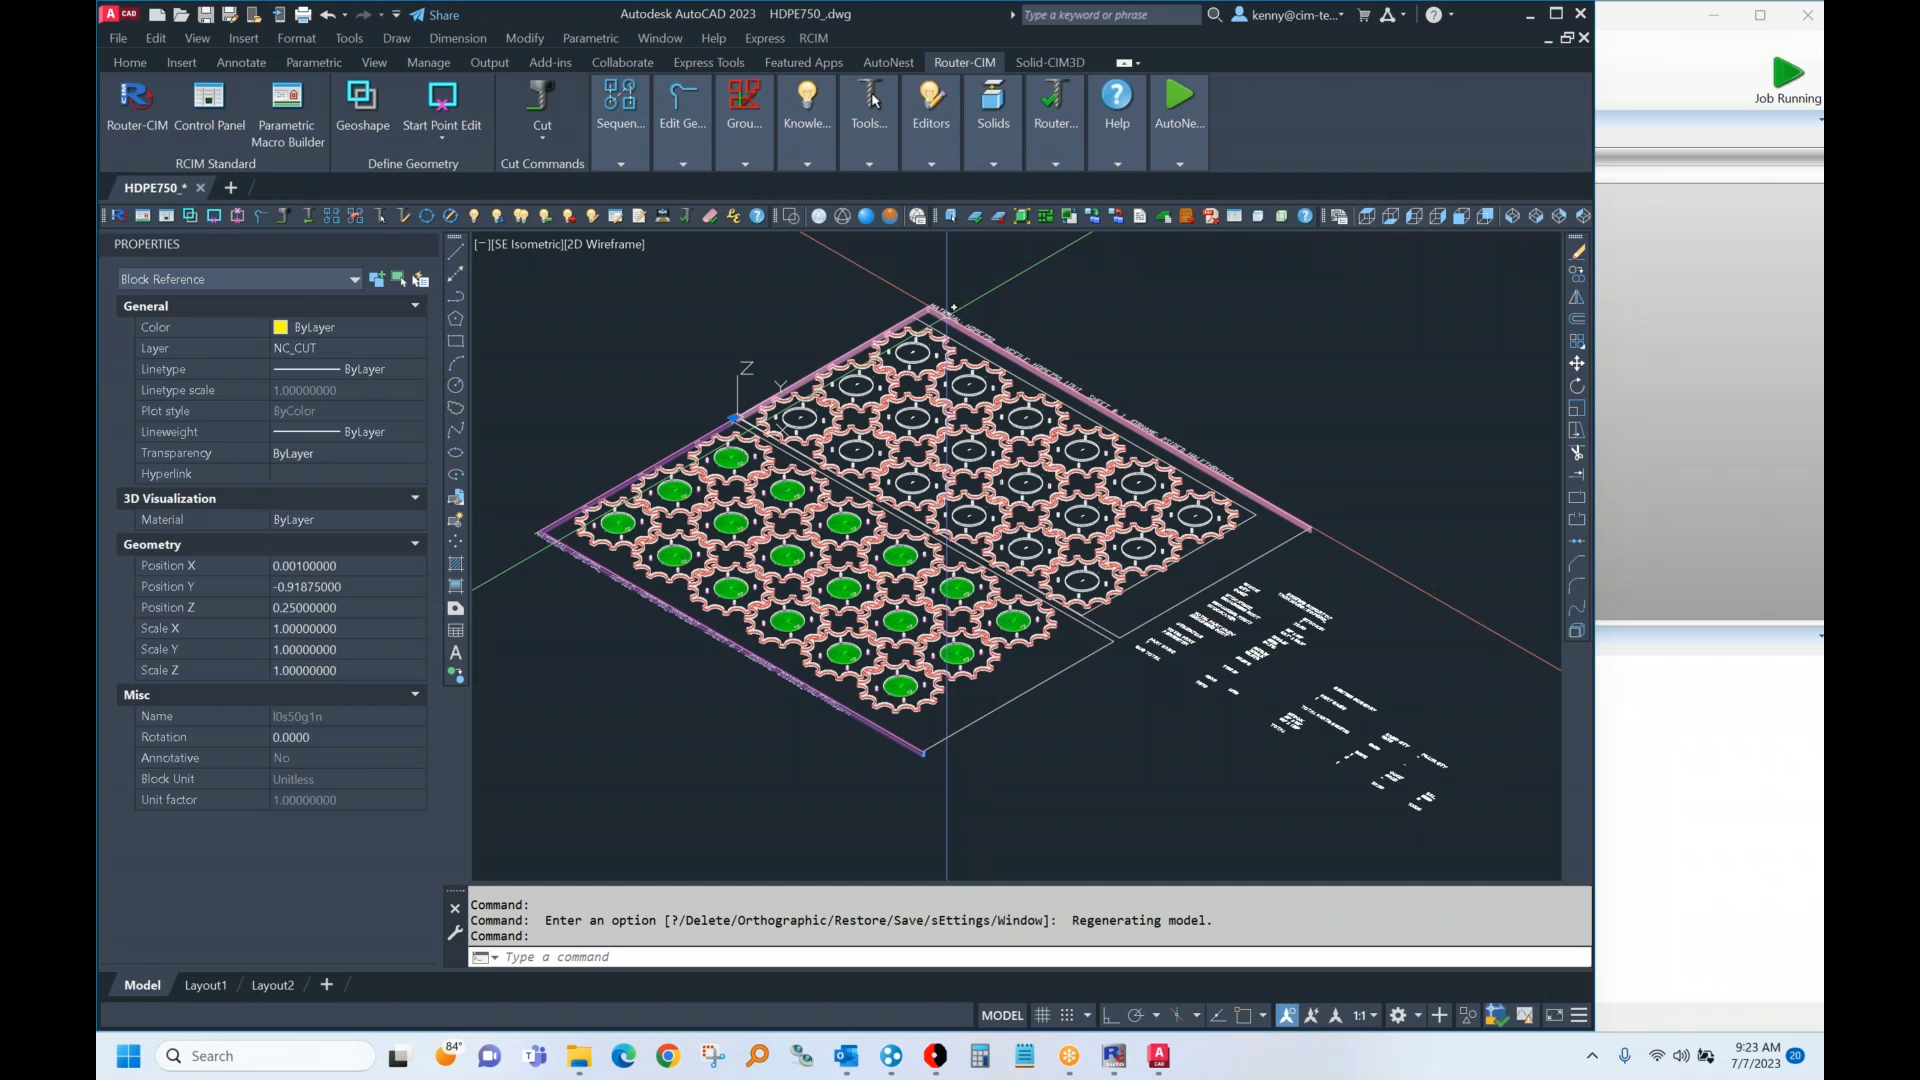 A CAD
Share
Autodesk AutoCAD 2023 HDPE750_.dwg
Type a keyword or phrase
kenny@cim-te...
File Edit View Insert Format Tools Draw Dimension Modify Parametric Window Help Express RCIM
Home Insert Annotate Parametric View Manage Output Add-ins Collaborate Express Tools Featured Apps AutoNest Router-CIM Solid-CIM3D
Job Running
Router-CIM Control Panel Parametric Macro Builder Geoshape Start Point Edit Cut Sequen... Edit Ge... Grou... Knowle... Tools... Editors Solids Router... Help AutoNe...
RCIM Standard Define Geometry Cut Commands
HDPE750_*
PROPERTIES
[−][SE Isometric][2D Wireframe]
Block Reference
General
Color ByLayer
Layer NC_CUT
Linetype ByLayer
Linetype scale 1.00000000
Plot style ByColor
Lineweight ByLayer
Transparency ByLayer
Hyperlink
3D Visualization
Material ByLayer
Geometry
Position X 0.00100000
Position Y -0.91875000
Position Z 0.25000000
Scale X 1.00000000
Scale Y 1.00000000
Scale Z 1.00000000
Misc
Name l0s50g1n
Rotation 0.0000
Annotative No
Block Unit Unitless
Unit factor 1.00000000
Z
Y
X
Command:
Command: Enter an option [?/Delete/Orthographic/Restore/Save/sEttings/Window]: Regenerating model.
Command:
Type a command
Model Layout1 Layout2
MODEL 1:1
84°
Search
9:23 AM
7/7/2023
20